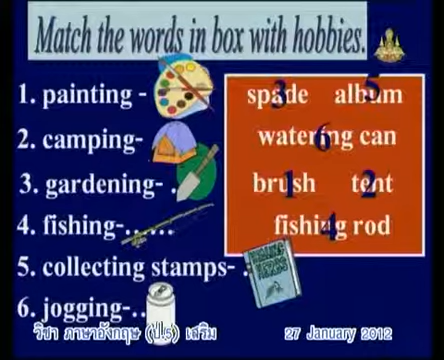 Match the words in box with hobbies.
1. painting -
2. camping-
3. gardening- .
4. fishing-......
5. collecting stamps- .
6. jogging-..
spade album
3 5
watering can
6
brush tent
1 2
fishing rod
4
วิชา ภาษาอังกฤษ (ป.5) เสริม 27 January 2012